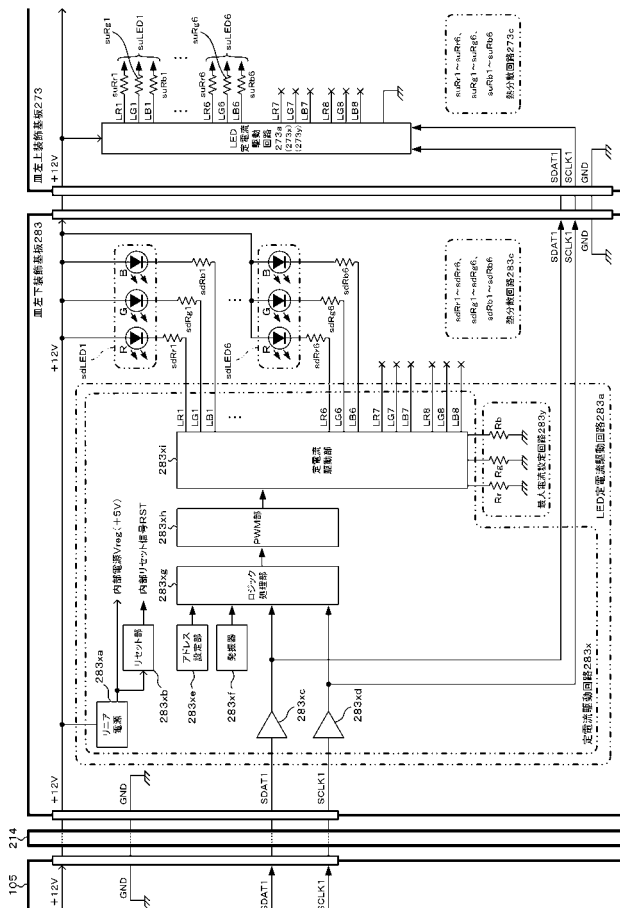 105
214
+12V
GND
SDAT1
SCLK1
皿左下装飾基板283
+12V
GND
SDAT1
SCLK1
リニア
電源
283xa
内部電源Vreg(+5V)
リセット部
283xb
内部リセット信号RST
アドレス
設定部
283xe
発振器
283xf
283xc
283xd
ロジック
処理部
283xg
PWM部
283xh
定電流
駆動部
283xi
定電流駆動回路283x
LED定電流駆動回路283a
Rr
Rg
Rb
最大電流設定回路283y
LR1
LG1
LB1
LR6
LG6
LB6
LR7
LG7
LB7
LR8
LG8
LB8
+12V
sdLED1
R
G
B
sdRr1
sdRg1
sdRb1
sdLED6
R
G
B
sdRr6
sdRg6
sdRb6
sdRr1~sdRr6、
sdRg1~sdRg6、
sdRb1~sdRb6
熱分散回路283c
SDAT1
SCLK1
GND
皿左上装飾基板273
+12V
LED
定電流
駆動
回路
273a
(273x)
(273y)
LR1
LG1
LB1
suRr1
suRg1
suRb1
suLED1
LR6
LG6
LB6
suRr6
suRg6
suRb6
suLED6
LR7
LG7
LB7
LR8
LG8
LB8
suRr1~suRr6、
suRg1~suRg6、
suRb1~suRb6
熱分散回路273c
SDAT1
SCLK1
GND